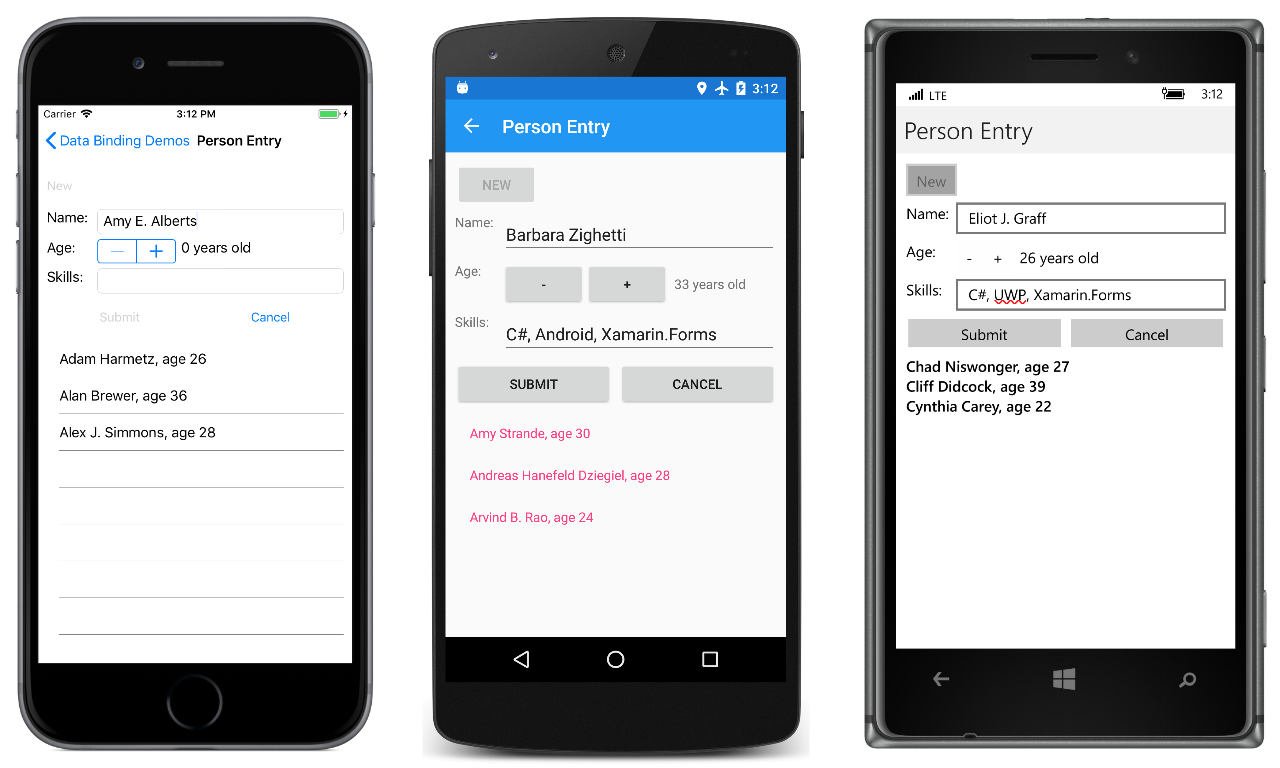 Carrier 3:12 PM
Data Binding Demos Person Entry
New
Name: Amy E. Alberts
Age: — + 0 years old
Skills:
Submit Cancel
Adam Harmetz, age 26
Alan Brewer, age 36
Alex J. Simmons, age 28
3:12
Person Entry
NEW
Name: Barbara Zighetti
Age: - + 33 years old
Skills: C#, Android, Xamarin.Forms
SUBMIT CANCEL
Amy Strande, age 30
Andreas Hanefeld Dziegiel, age 28
Arvind B. Rao, age 24
LTE 3:12
Person Entry
New
Name: Eliot J. Graff
Age: - + 26 years old
Skills: C#, UWP, Xamarin.Forms
Submit Cancel
Chad Niswonger, age 27
Cliff Didcock, age 39
Cynthia Carey, age 22